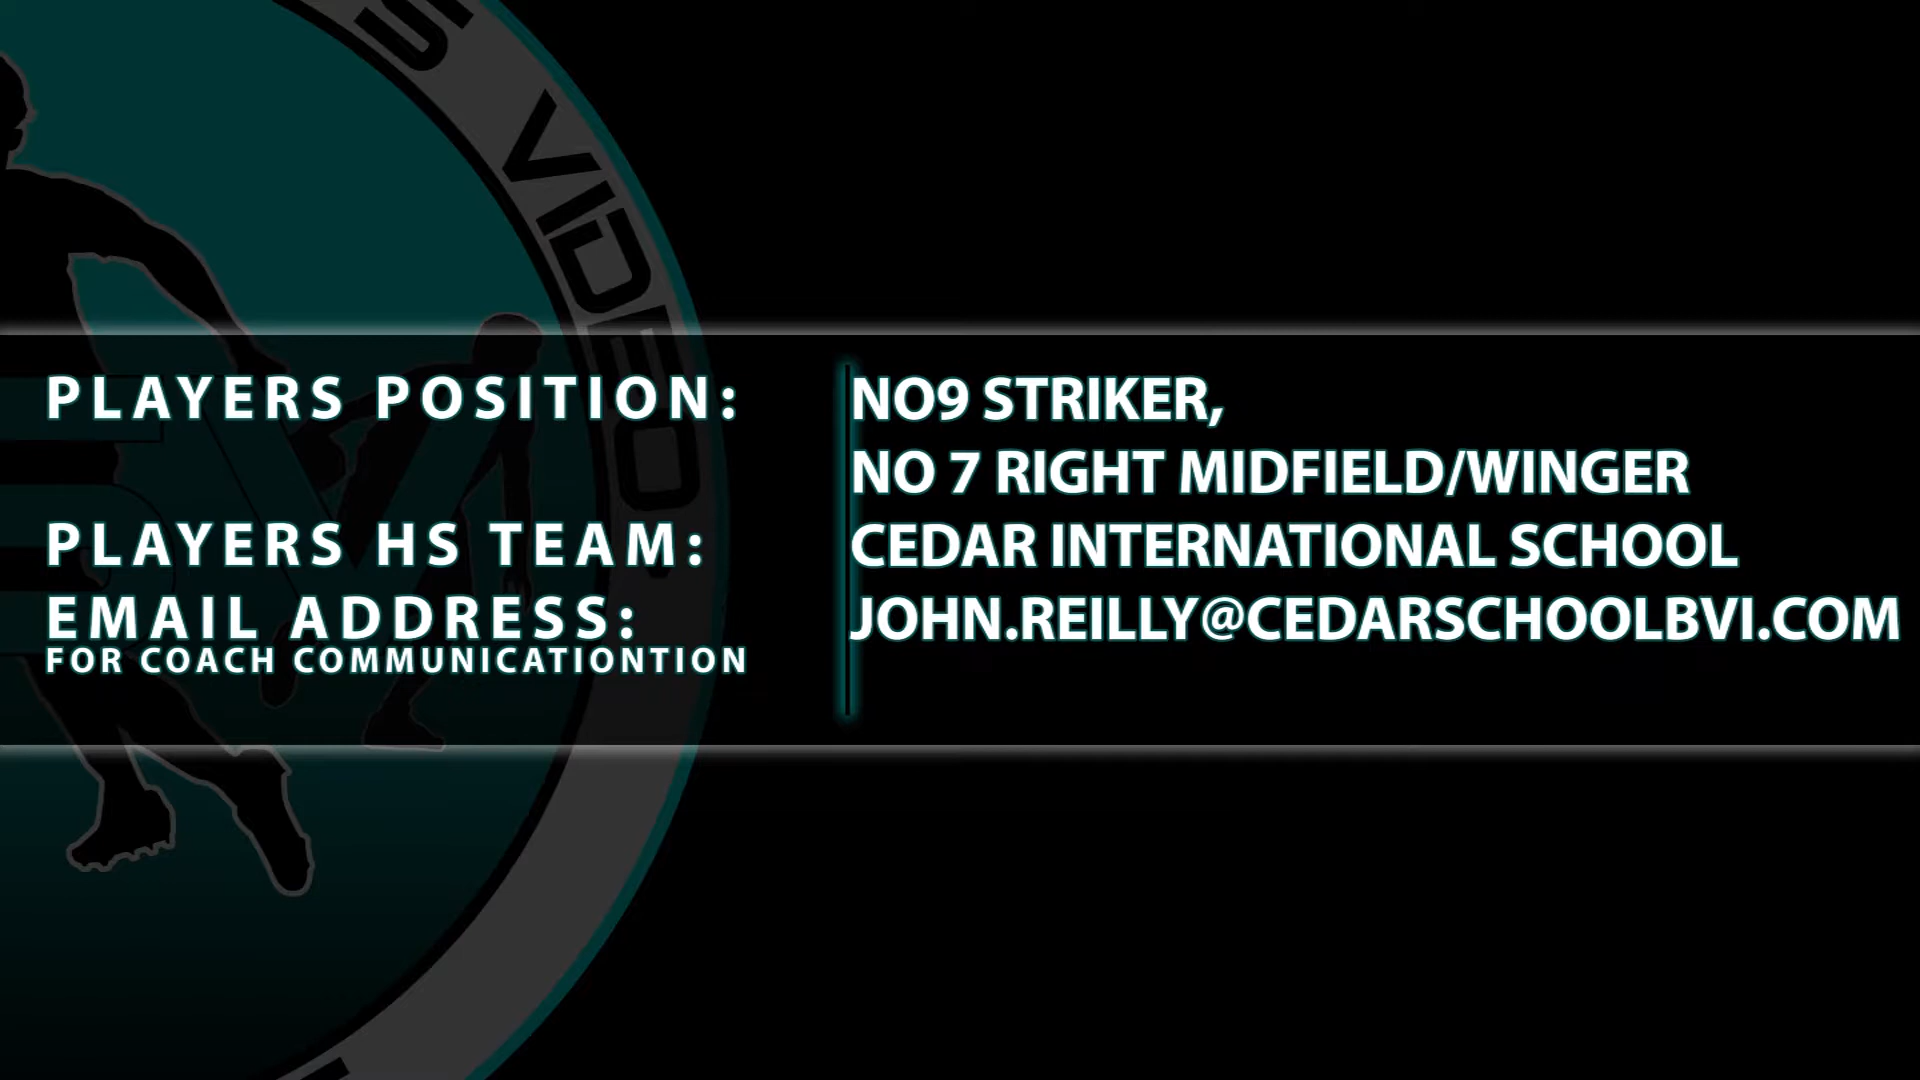 S VIDEO
PLAYERS POSITION: NO9 STRIKER,
NO 7 RIGHT MIDFIELD/WINGER
PLAYERS HS TEAM: CEDAR INTERNATIONAL SCHOOL
EMAIL ADDRESS: JOHN.REILLY@CEDARSCHOOLBVI.COM
FOR COACH COMMUNICATIONTION